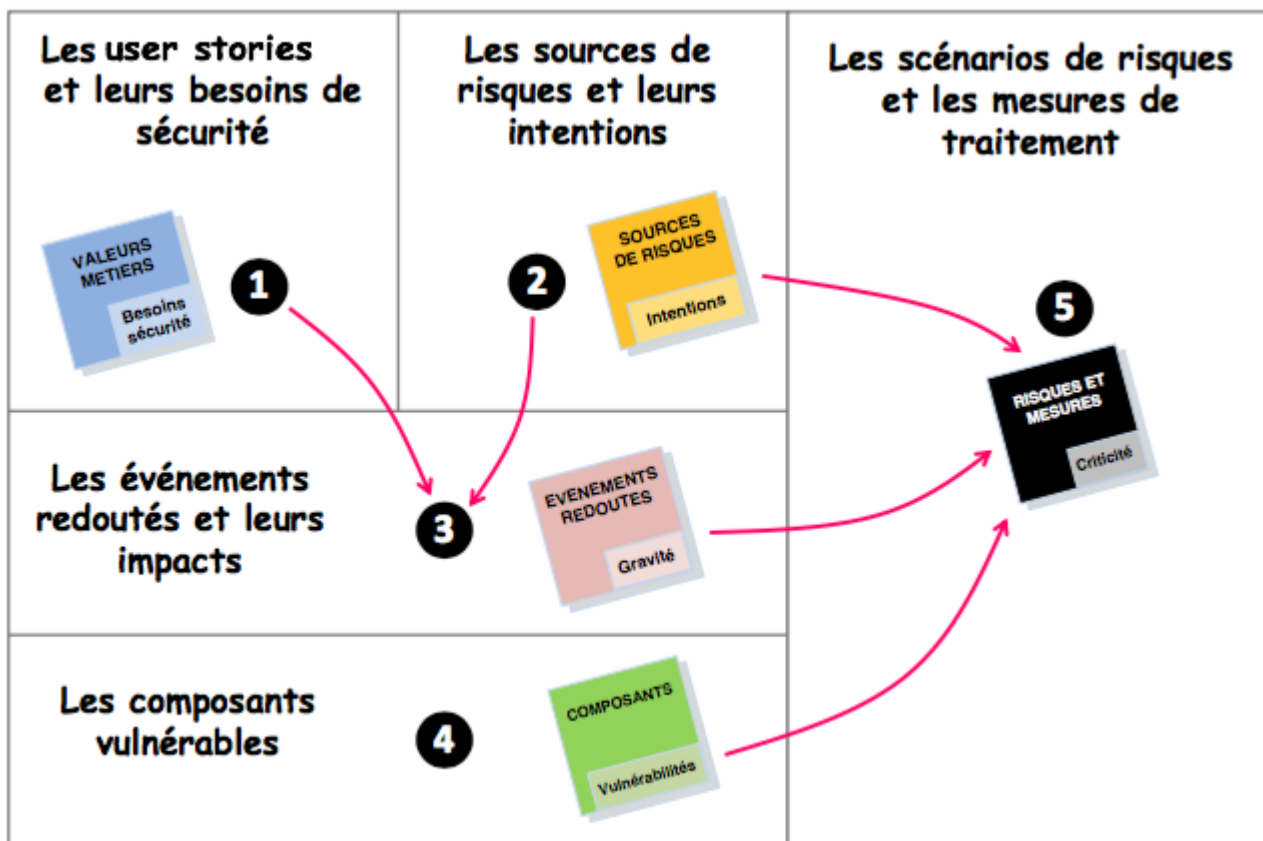 Les user stories
et leurs besoins de
sécurité
VALEURS
METIERS
Besoins
sécurité
1
Les sources de
risques et leurs
intentions
2
SOURCES
DE RISQUES
Intentions
Les scénarios de risques
et les mesures de
traitement
5
RISQUES ET
MESURES
Criticité
Les événements
redoutés et leurs
impacts
3
EVENEMENTS
REDOUTES
Gravité
Les composants
vulnérables
4
COMPOSANTS
Vulnérabilités